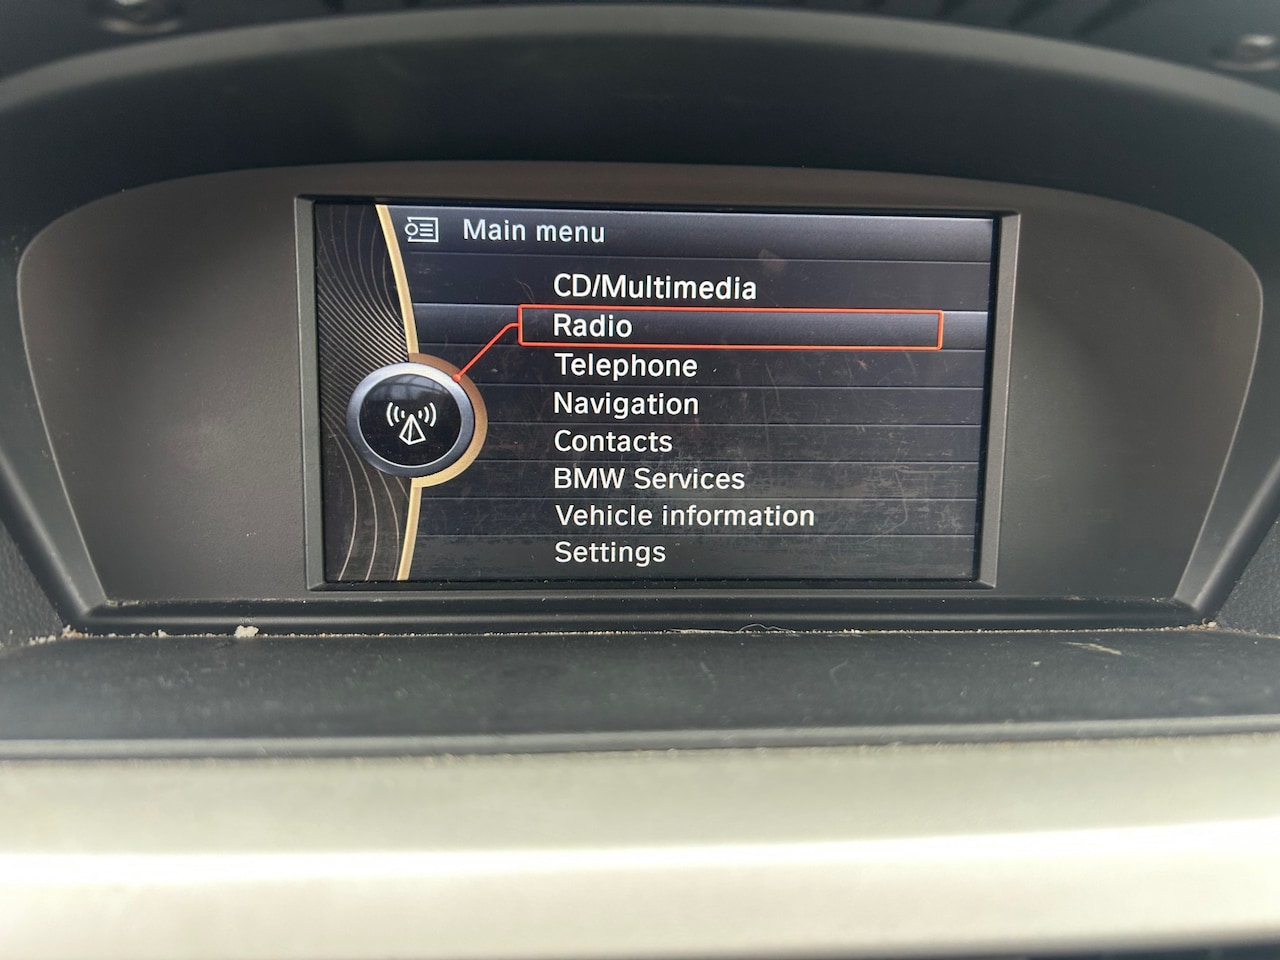 Main menu
CD/Multimedia
Radio
Telephone
Navigation
Contacts
BMW Services
Vehicle information
Settings